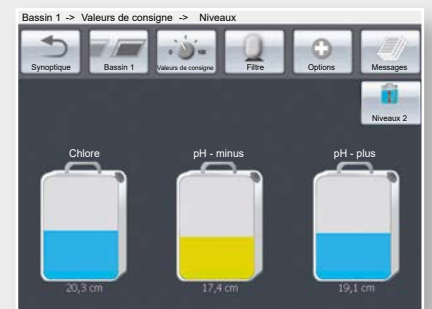 Bassin 1 -> Valeurs de consigne -> Niveaux
Synoptique Bassin 1 Valeurs de consigne Filtre Options Messages
Niveaux 2
Chlore pH - minus pH - plus
20,3 cm 17,4 cm 19,1 cm